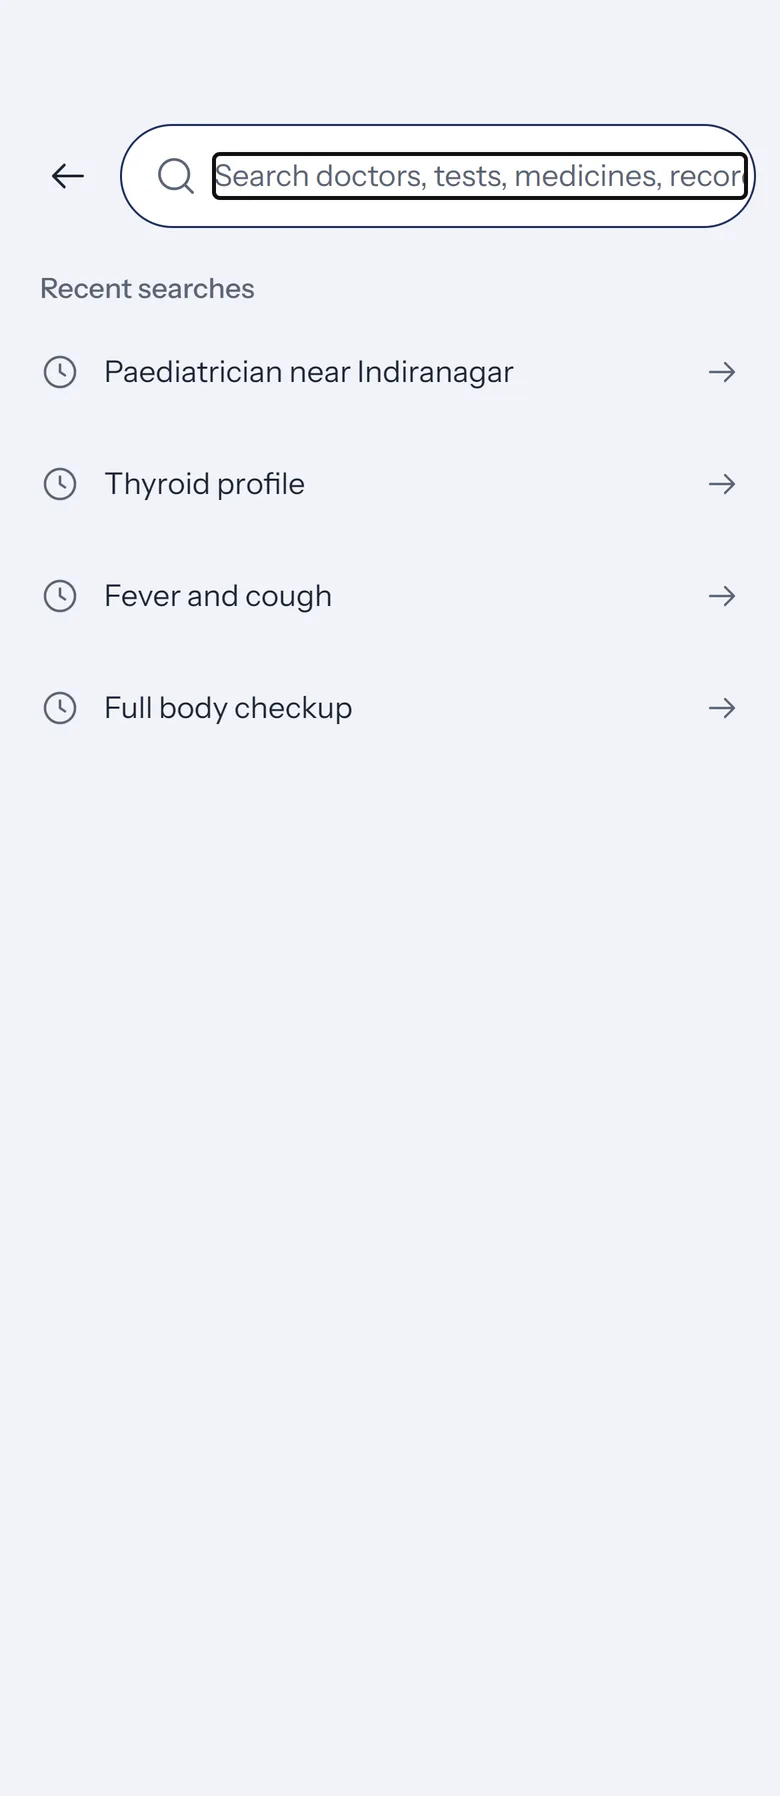 Search doctors, tests, medicines, recor
Recent searches
Paediatrician near Indiranagar
Thyroid profile
Fever and cough
Full body checkup